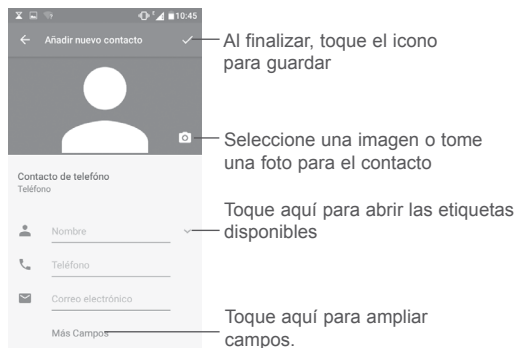 10:45
Añadir nuevo contacto
Al finalizar, toque el icono
para guardar
Seleccione una imagen o tome
una foto para el contacto
Contacto de telefóno
Teléfono
Toque aquí para abrir las etiquetas
disponibles
Nombre
Teléfono
Correo electrónico
Más Campos
Toque aquí para ampliar
campos.